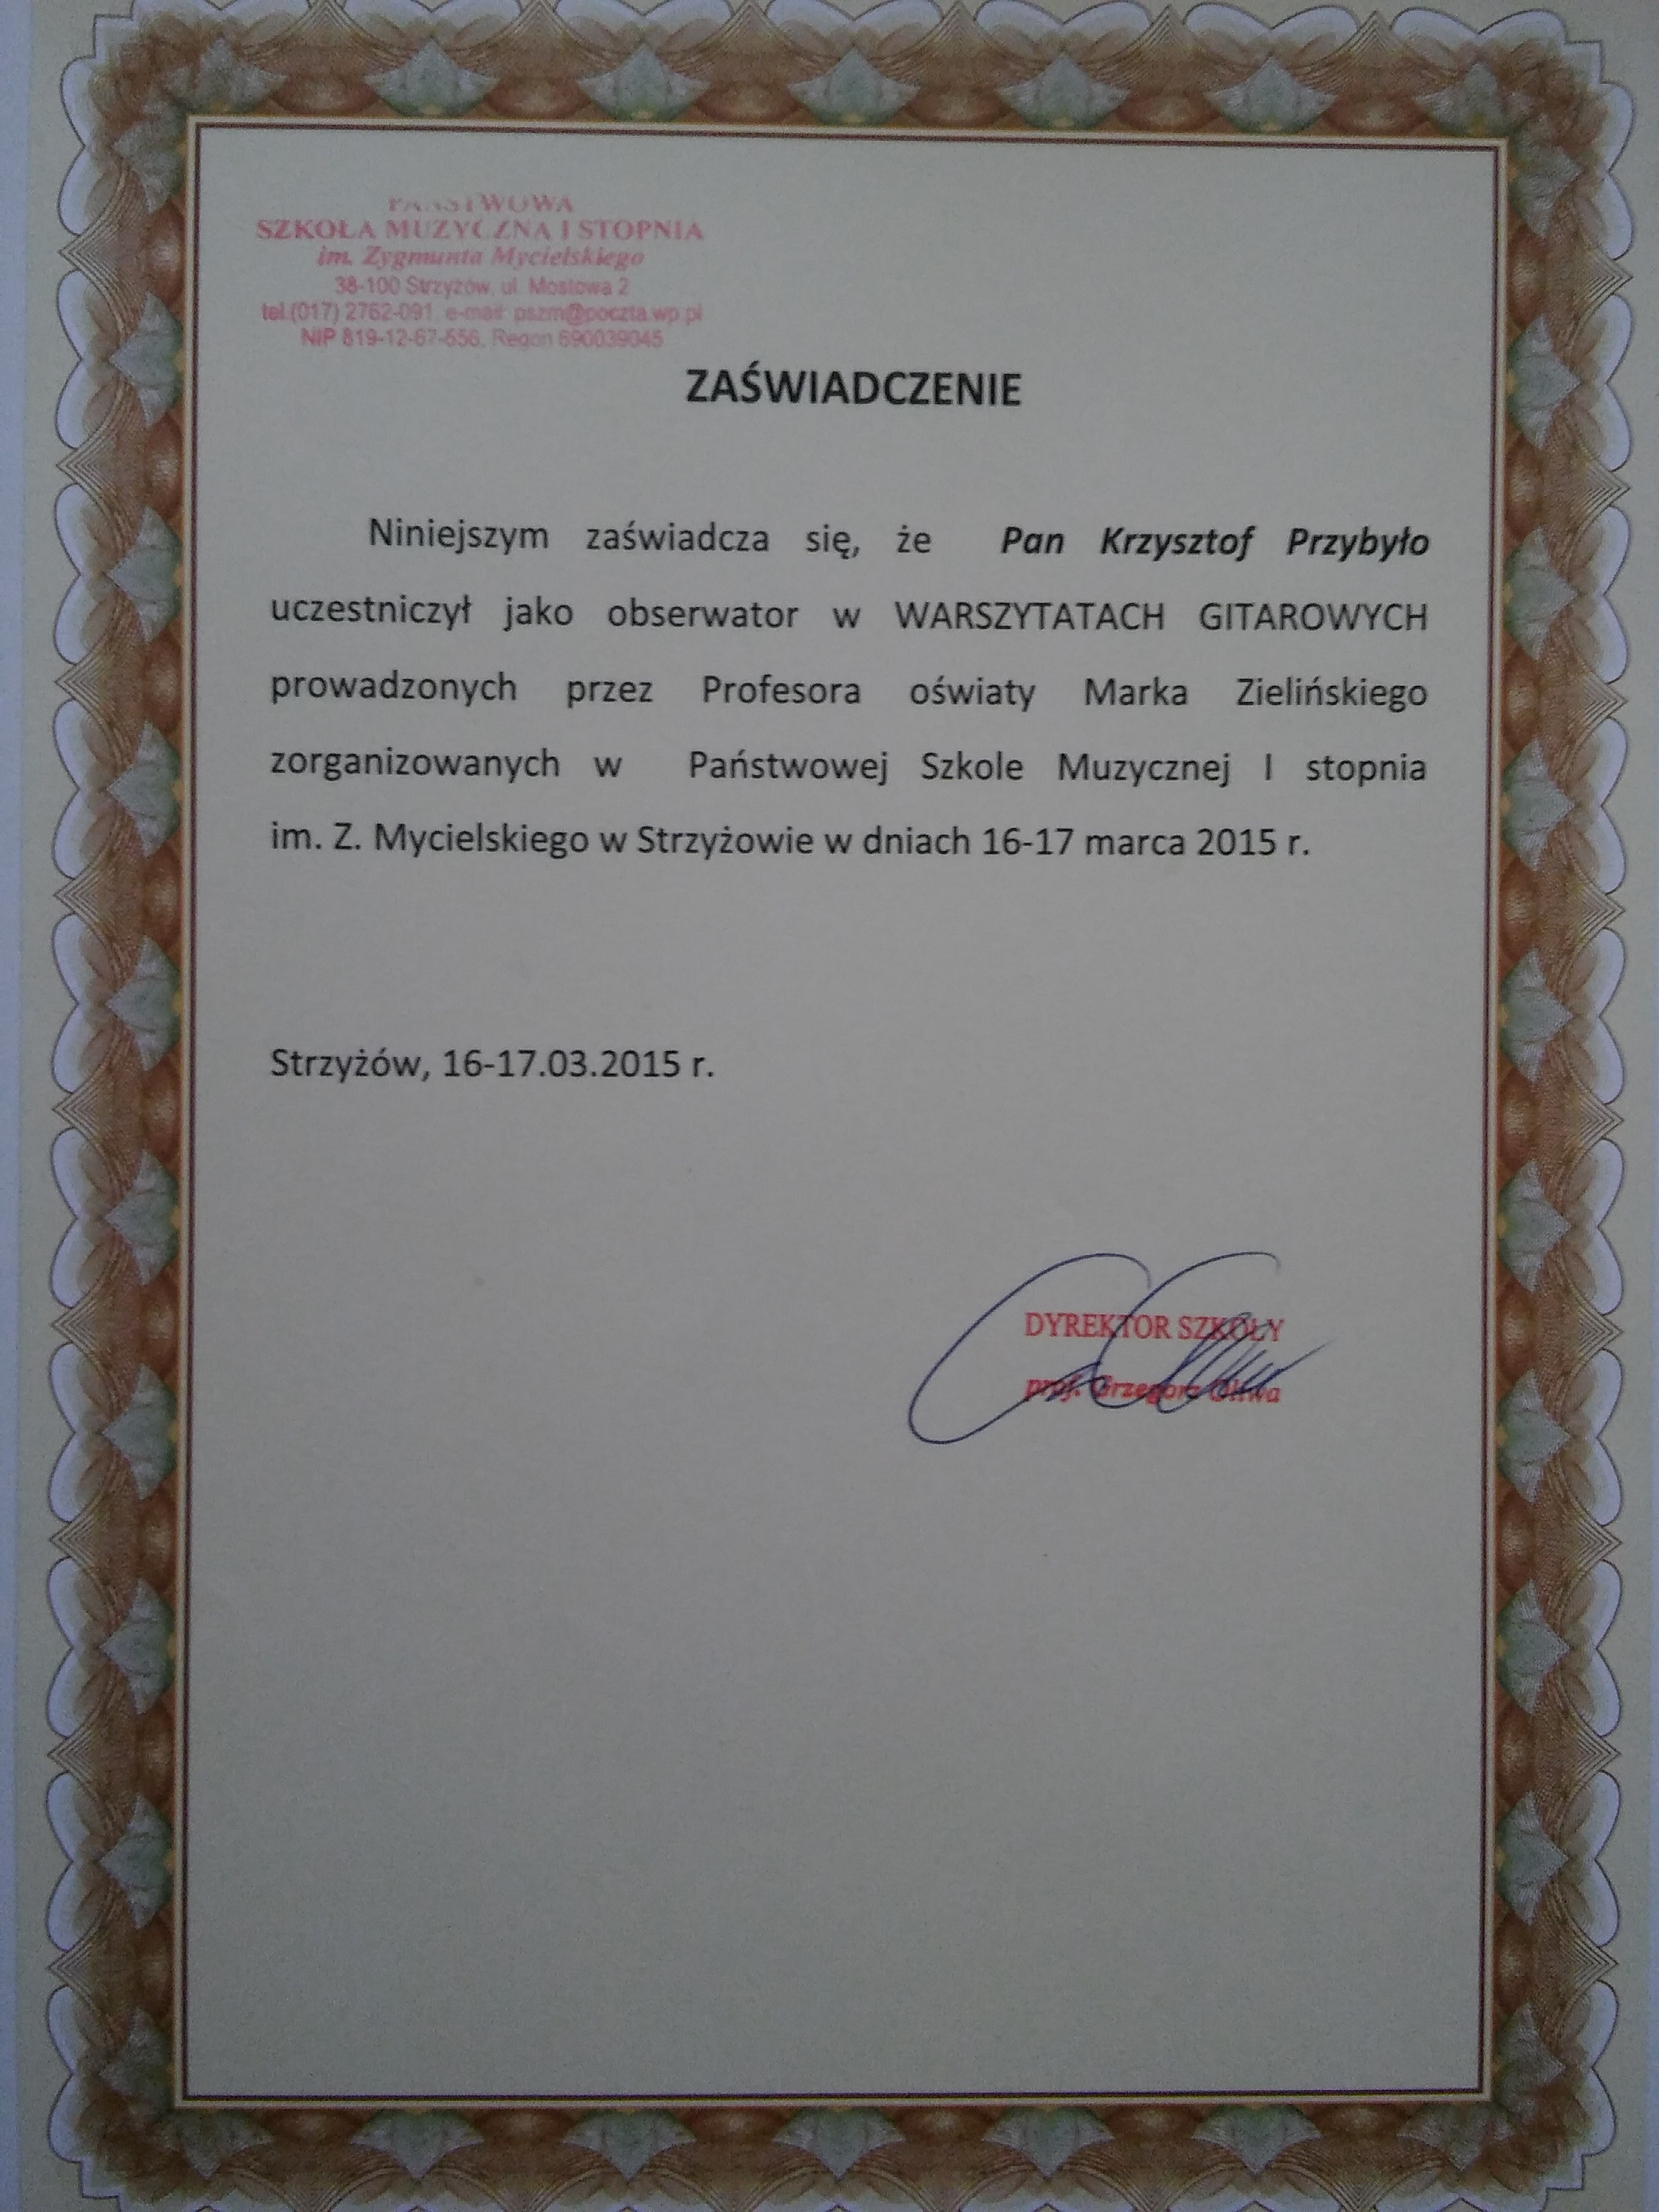 PAŃSTWOWA
SZKOŁA MUZYCZNA I STOPNIA
im. Zygmunta Mycielskiego
38-100 Strzyżów, ul. Mostowa 2
tel.(017) 2762-091, e-mail: pszm@poczta.wp.pl
NIP 819-12-67-556, Regon 690039045
ZAŚWIADCZENIE
Niniejszym zaświadcza się, że Pan Krzysztof Przybyło
uczestniczył jako obserwator w WARSZTATACH GITAROWYCH
prowadzonych przez Profesora oświaty Marka Zielińskiego
zorganizowanych w Państwowej Szkole Muzycznej I stopnia
im. Z. Mycielskiego w Strzyżowie w dniach 16-17 marca 2015 r.
Strzyżów, 16-17.03.2015 r.
DYREKTOR SZKOŁY
prof. Grzegorz Oliwa